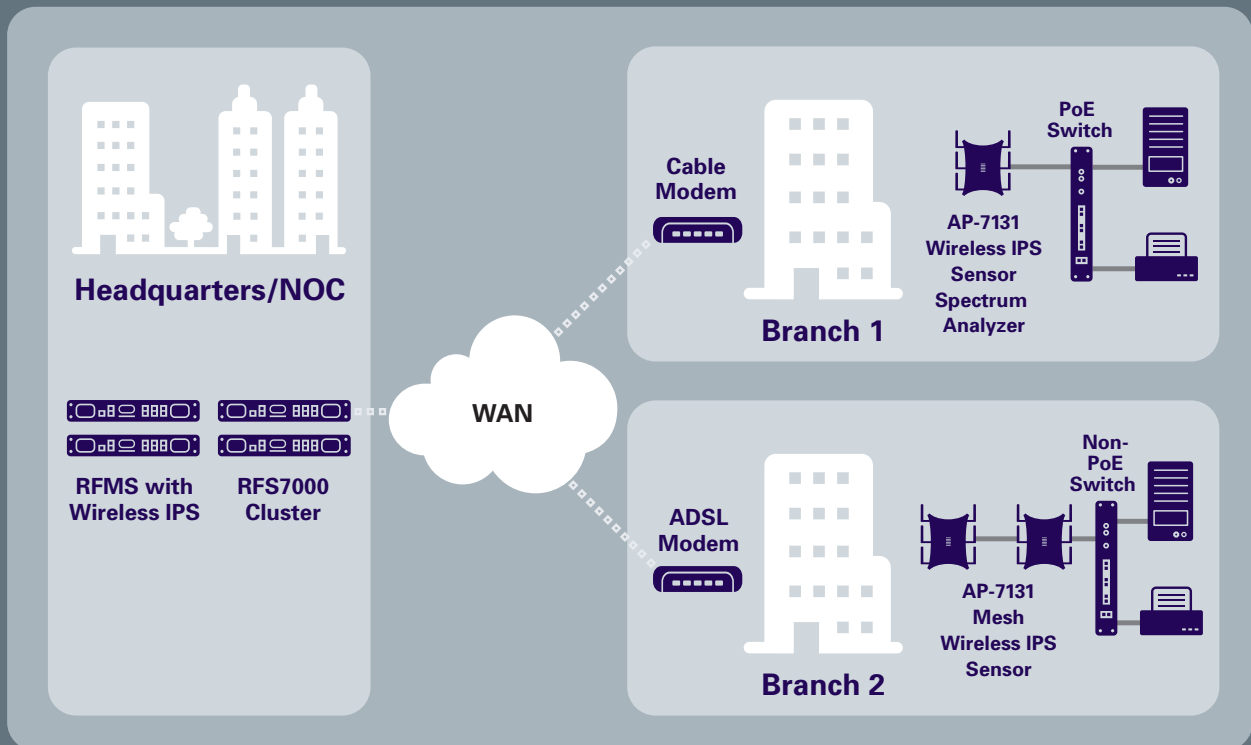 Headquarters/NOC
RFMS with
Wireless IPS
RFS7000
Cluster
WAN
Cable
Modem
Branch 1
AP-7131
Wireless IPS
Sensor
Spectrum
Analyzer
PoE
Switch
ADSL
Modem
Branch 2
AP-7131
Mesh
Wireless IPS
Sensor
Non-
PoE
Switch